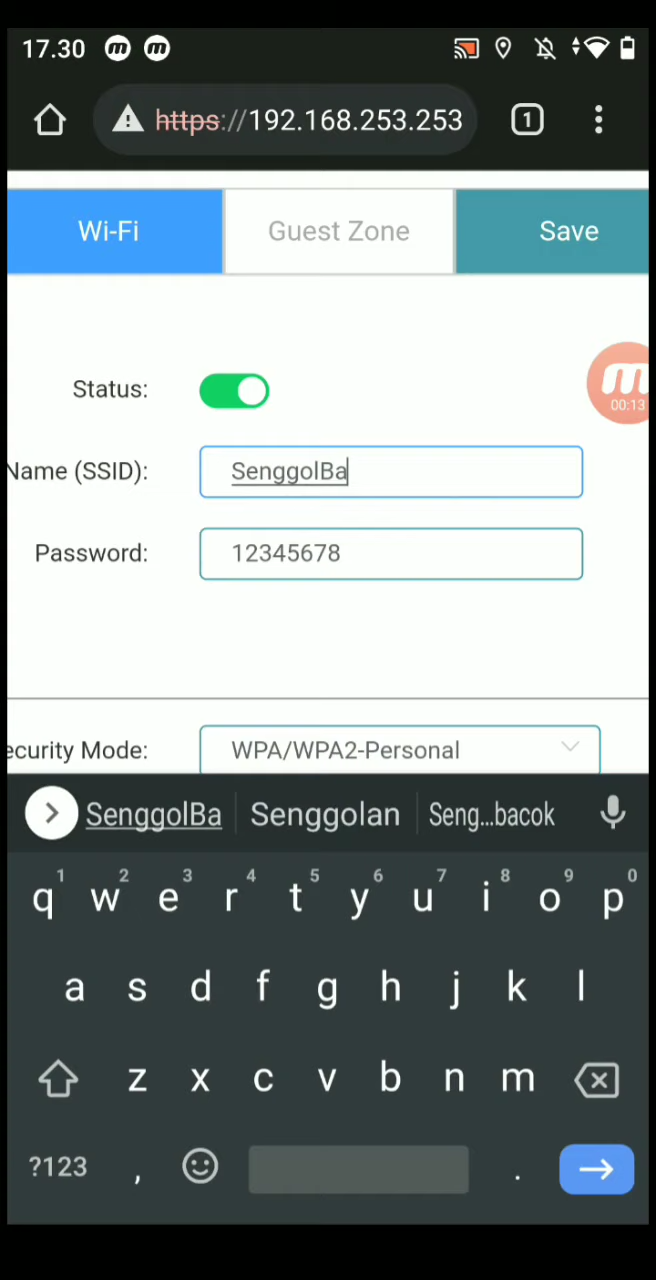 17.30 m m
https://192.168.253.253 1
Wi-Fi Guest Zone Save
Status:
m
00:13
Name (SSID): SenggolBa
Password: 12345678
ecurity Mode: WPA/WPA2-Personal
SenggolBa Senggolan Seng...bacok
1 2 3 4 5 6 7 8 9 0
q w e r t y u i o p
a s d f g h j k l
z x c v b n m
?123 , .